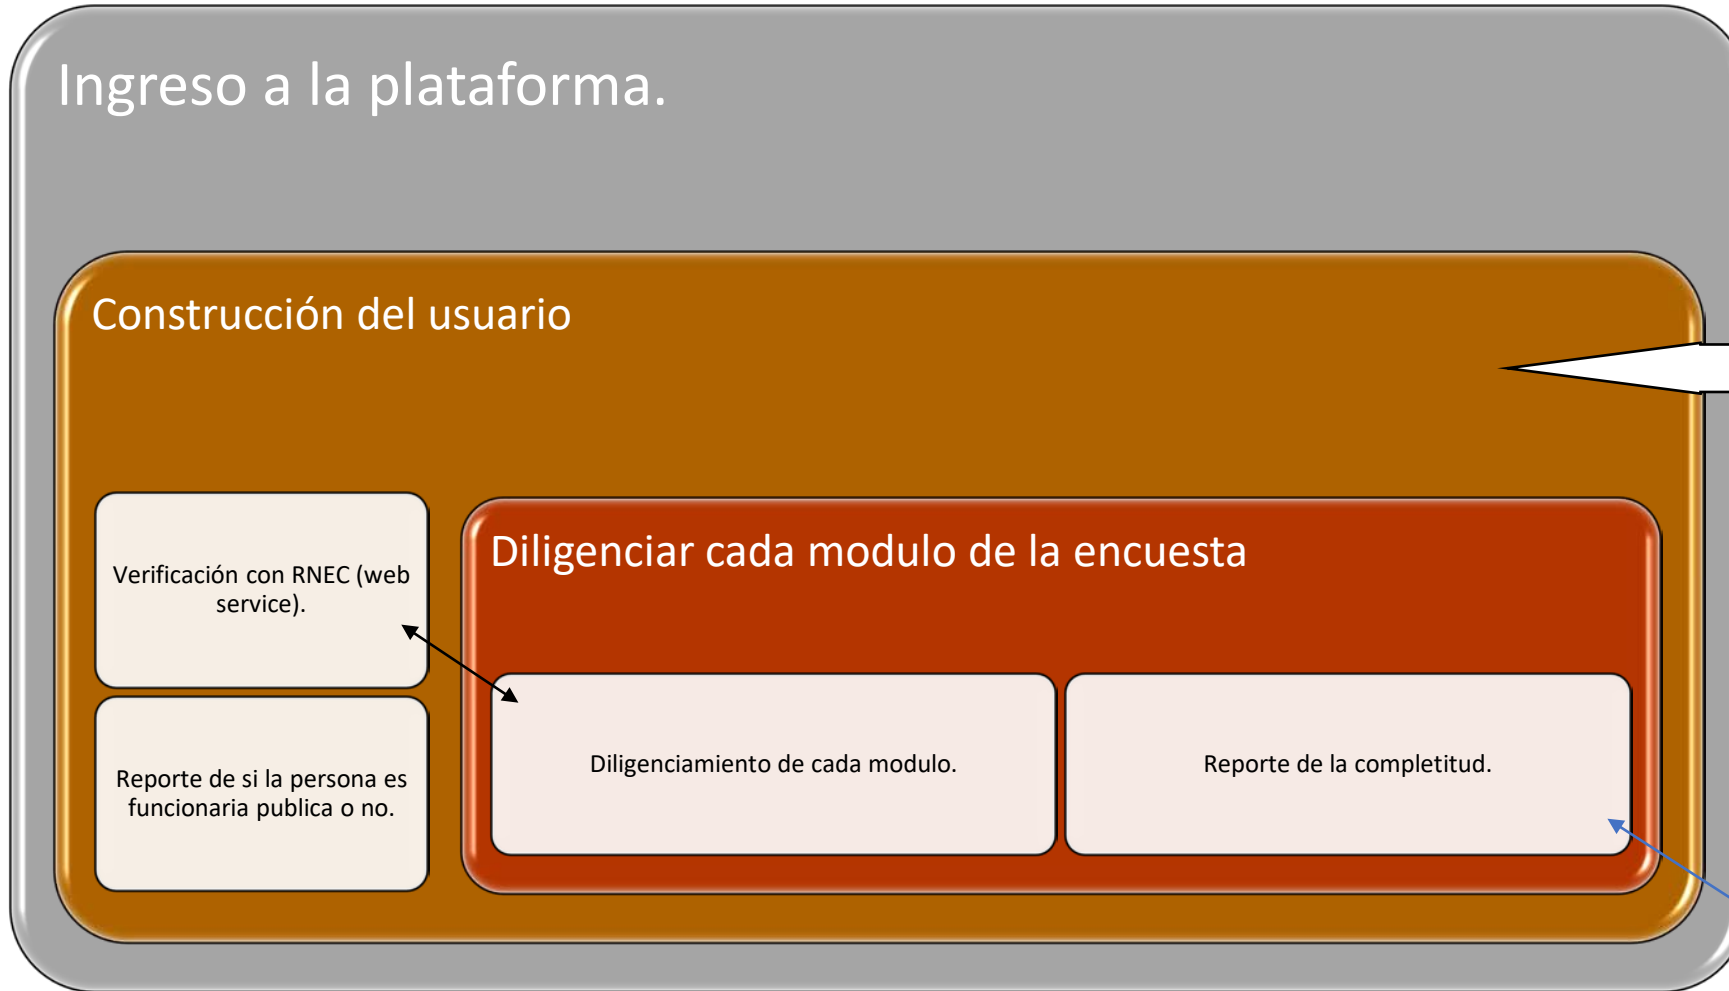 Ingreso a la plataforma.
Construcción del usuario
Verificación con RNEC (web
service).
Reporte de si la persona es
funcionaria publica o no.
Diligenciar cada modulo de la encuesta
Diligenciamiento de cada modulo.
Reporte de la completitud.